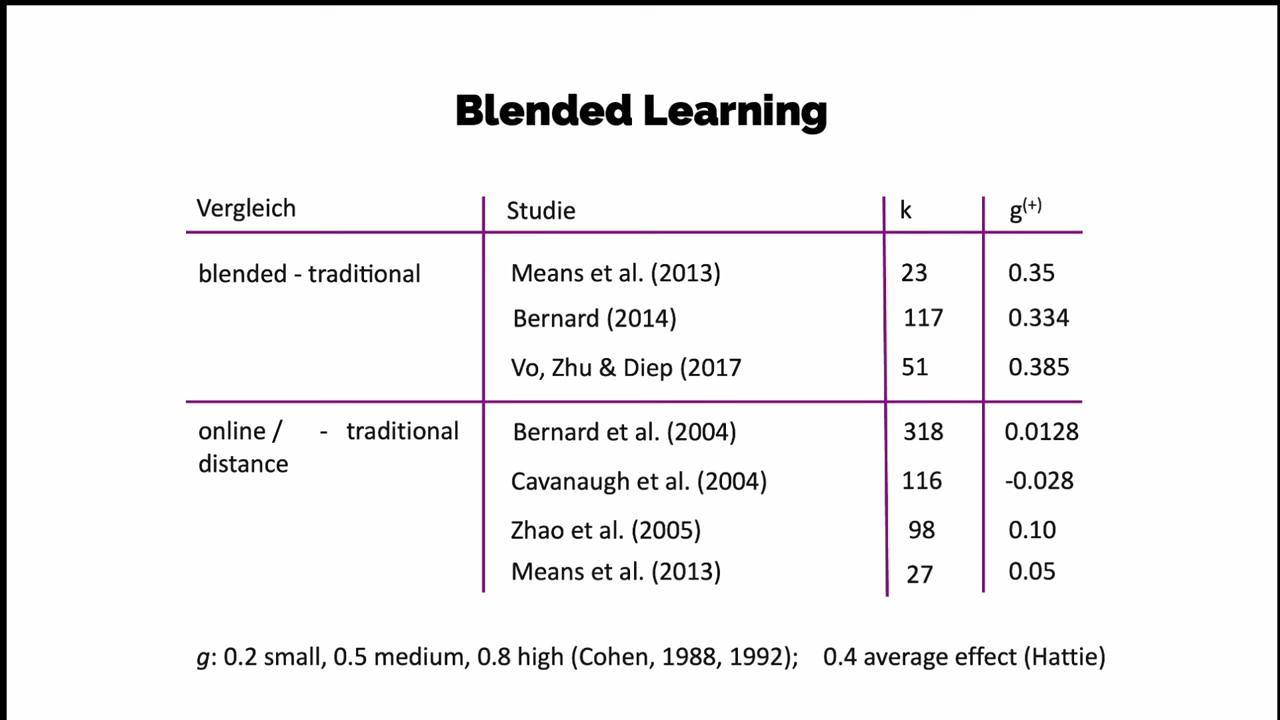 Blended Learning
Vergleich Studie k g(+)
blended - traditional Means et al. (2013) 23 0.35
Bernard (2014) 117 0.334
Vo, Zhu & Diep (2017 51 0.385
online / - traditional Bernard et al. (2004) 318 0.0128
distance
Cavanaugh et al. (2004) 116 -0.028
Zhao et al. (2005) 98 0.10
Means et al. (2013) 27 0.05
g: 0.2 small, 0.5 medium, 0.8 high (Cohen, 1988, 1992); 0.4 average effect (Hattie)